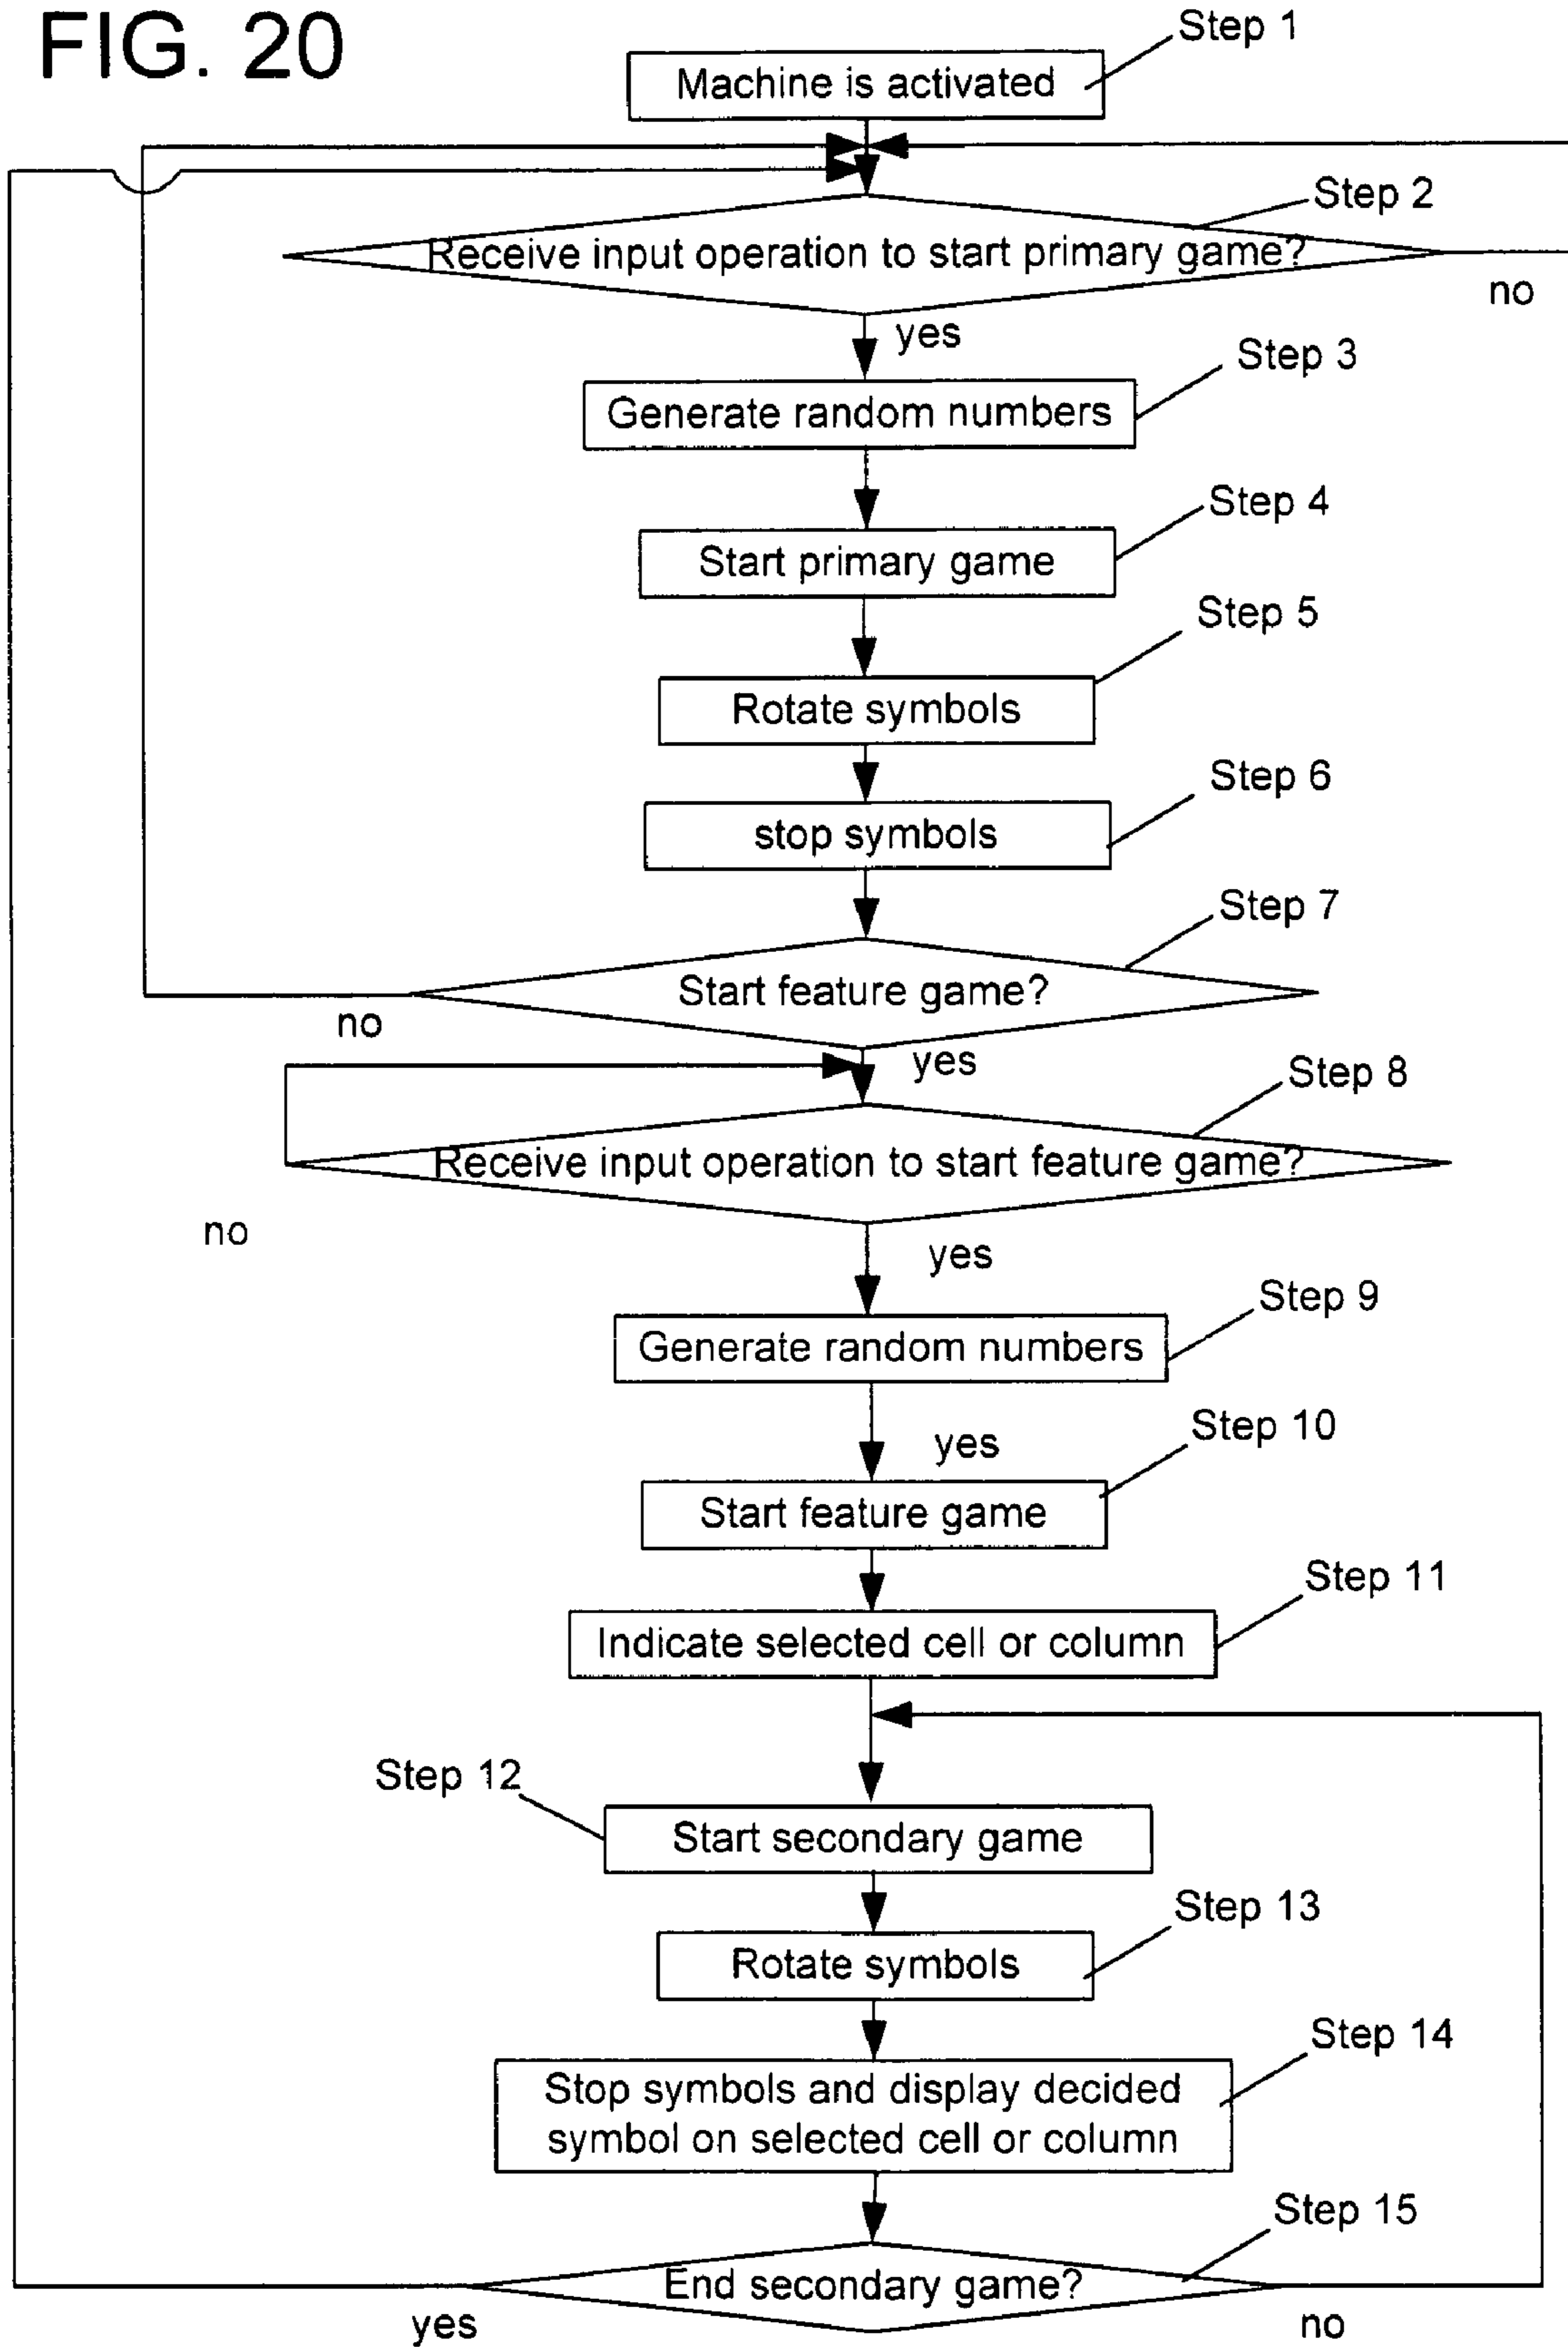 FIG. 20
Step 1
Machine is activated
Step 2
Receive input operation to start primary game?
no
yes
Step 3
Generate random numbers
Step 4
Start primary game
Step 5
Rotate symbols
Step 6
stop symbols
Step 7
Start feature game?
no
yes
Step 8
Receive input operation to start feature game?
no
yes
Step 9
Generate random numbers
Step 10
yes
Start feature game
Step 11
Indicate selected cell or column
Step 12
Start secondary game
Step 13
Rotate symbols
Step 14
Stop symbols and display decided
symbol on selected cell or column
Step 15
End secondary game?
yes
no